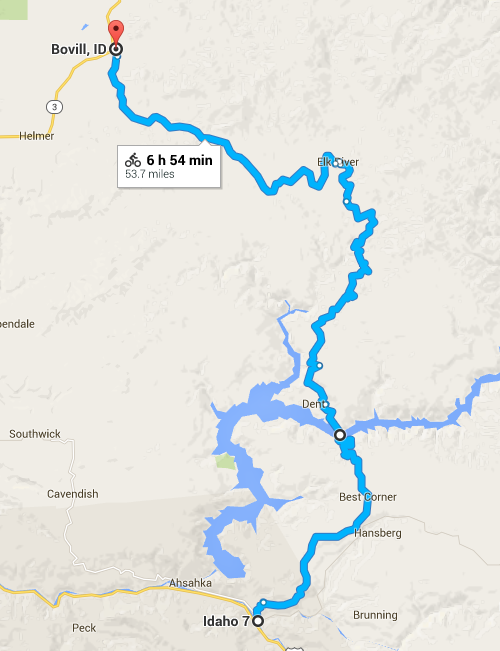 Bovill, ID
3
Helmer
6 h 54 min
53.7 miles
Elk River
endale
Dent
Southwick
Cavendish
Best Corner
Hansberg
Ahsahka
Idaho 7
Brunning
Peck